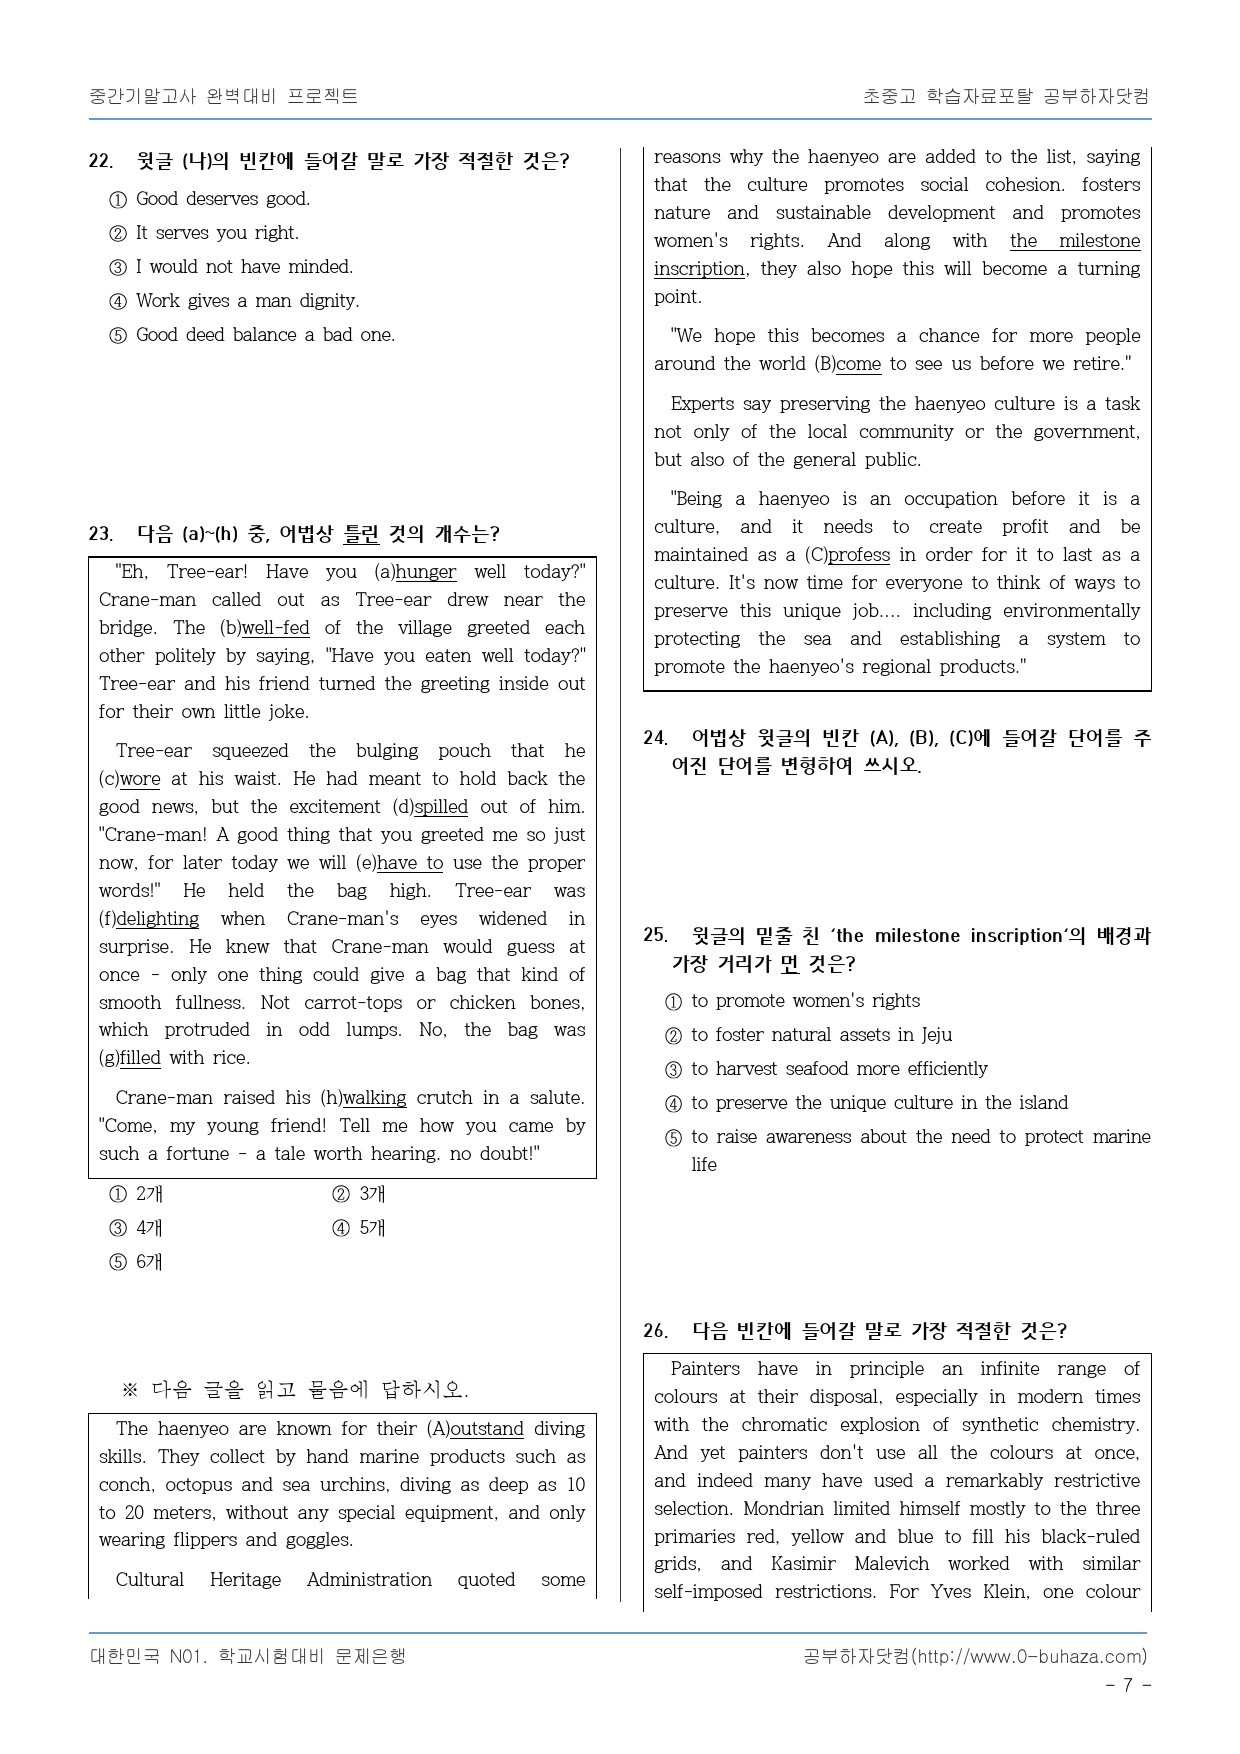 중간기말고사 완벽대비 프로젝트
초중고 학습자료포탈 공부하자닷컴
22. 윗글 (나)의 빈칸에 들어갈 말로 가장 적절한 것은?
① Good deserves good.
② It serves you right.
③ I would not have minded.
④ Work gives a man dignity.
⑤ Good deed balance a bad one.
23. 다음 (a)~(h) 중, 어법상 틀린 것의 개수는?
"Eh, Tree-ear! Have you (a)hunger well today?"
Crane-man called out as Tree-ear drew near the
bridge. The (b)well-fed of the village greeted each
other politely by saying, "Have you eaten well today?"
Tree-ear and his friend turned the greeting inside out
for their own little joke.
Tree-ear squeezed the bulging pouch that he
(c)wore at his waist. He had meant to hold back the
good news, but the excitement (d)spilled out of him.
"Crane-man! A good thing that you greeted me so just
now, for later today we will (e)have to use the proper
words!" He held the bag high. Tree-ear was
(f)delighting when Crane-man's eyes widened in
surprise. He knew that Crane-man would guess at
once - only one thing could give a bag that kind of
smooth fullness. Not carrot-tops or chicken bones,
which protruded in odd lumps. No, the bag was
(g)filled with rice.
Crane-man raised his (h)walking crutch in a salute.
"Come, my young friend! Tell me how you came by
such a fortune - a tale worth hearing. no doubt!"
① 2개 ② 3개
③ 4개 ④ 5개
⑤ 6개
※ 다음 글을 읽고 물음에 답하시오.
The haenyeo are known for their (A)outstand diving
skills. They collect by hand marine products such as
conch, octopus and sea urchins, diving as deep as 10
to 20 meters, without any special equipment, and only
wearing flippers and goggles.
Cultural Heritage Administration quoted some
reasons why the haenyeo are added to the list, saying
that the culture promotes social cohesion. fosters
nature and sustainable development and promotes
women's rights. And along with the milestone
inscription, they also hope this will become a turning
point.
"We hope this becomes a chance for more people
around the world (B)come to see us before we retire."
Experts say preserving the haenyeo culture is a task
not only of the local community or the government,
but also of the general public.
"Being a haenyeo is an occupation before it is a
culture, and it needs to create profit and be
maintained as a (C)profess in order for it to last as a
culture. It's now time for everyone to think of ways to
preserve this unique job.... including environmentally
protecting the sea and establishing a system to
promote the haenyeo's regional products."
24. 어법상 윗글의 빈칸 (A), (B), (C)에 들어갈 단어를 주
어진 단어를 변형하여 쓰시오.
25. 윗글의 밑줄 친 ‘the milestone inscription‘의 배경과
가장 거리가 먼 것은?
① to promote women's rights
② to foster natural assets in Jeju
③ to harvest seafood more efficiently
④ to preserve the unique culture in the island
⑤ to raise awareness about the need to protect marine
life
26. 다음 빈칸에 들어갈 말로 가장 적절한 것은?
Painters have in principle an infinite range of
colours at their disposal, especially in modern times
with the chromatic explosion of synthetic chemistry.
And yet painters don't use all the colours at once,
and indeed many have used a remarkably restrictive
selection. Mondrian limited himself mostly to the three
primaries red, yellow and blue to fill his black-ruled
grids, and Kasimir Malevich worked with similar
self-imposed restrictions. For Yves Klein, one colour
대한민국 N01. 학교시험대비 문제은행
공부하자닷컴(http://www.0-buhaza.com)
- 7 -